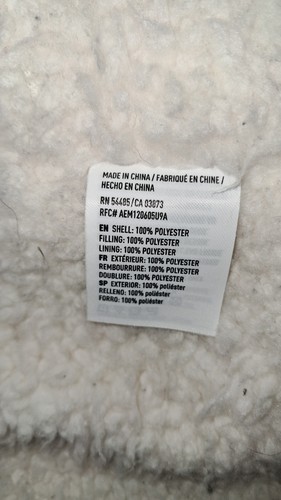 MADE IN CHINA / FABRIQUÉ EN CHINE /
HECHO EN CHINA
RN 54485/CA 03873
RFC# AEM120605U9A
EN SHELL: 100% POLYESTER
FILLING: 100% POLYESTER
LINING: 100% POLYESTER
FR EXTÉRIEUR: 100% POLYESTER
REMBOURRURE: 100% POLYESTER
DOUBLURE: 100% POLYESTER
SP EXTERIOR: 100% poliéster
RELLENO: 100% poliéster
FORRO: 100% poliéster